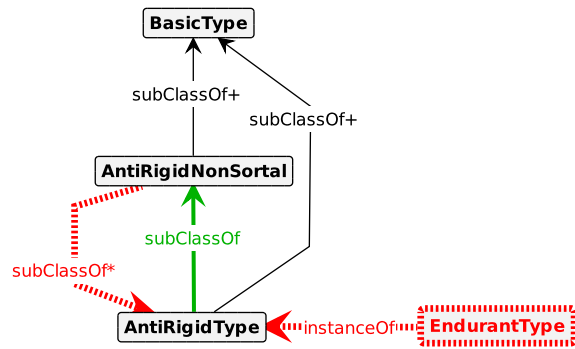 BasicType
subClassOf+
subClassOf+
AntiRigidNonSortal
subClassOf
subClassOf*
AntiRigidType
instanceOf
EndurantType